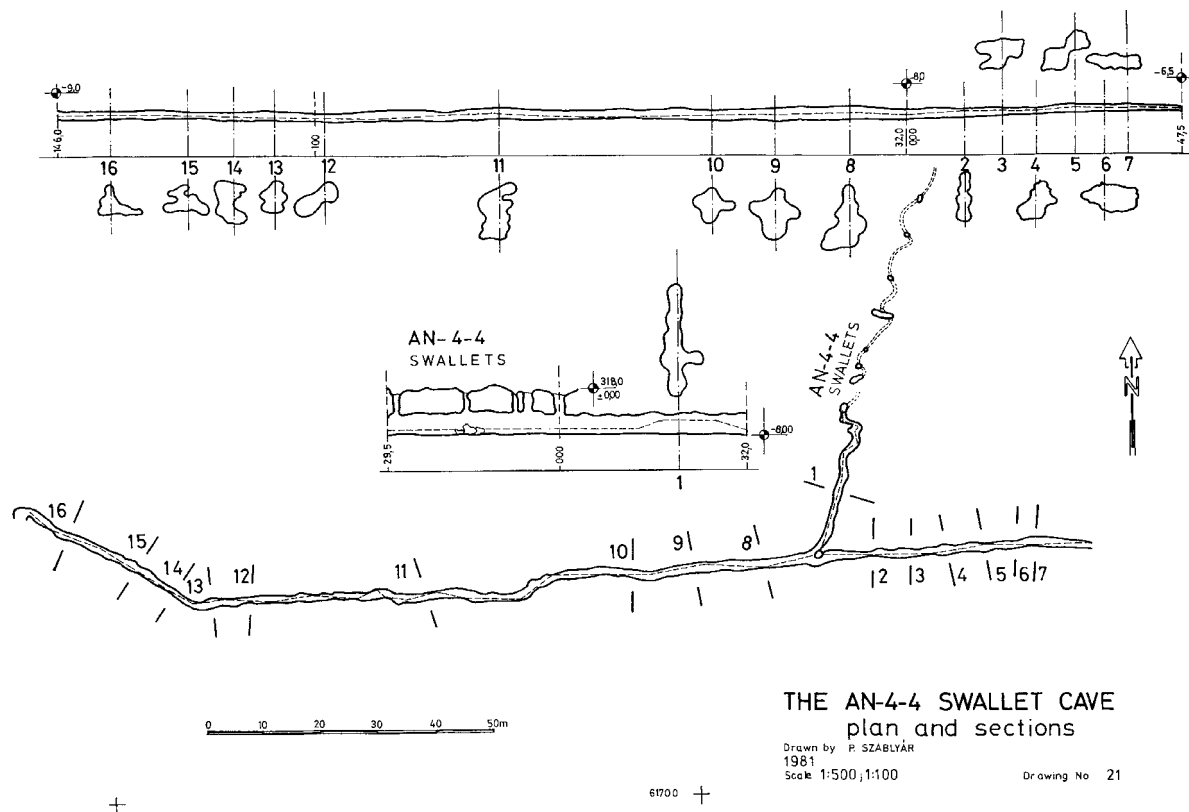 -9,0
-8,0
-6,5
-146,0
-100
32,0
0,00
47,5
16 15 14 13 12 11 10 9 8 2 3 4 5 6 7
AN-4-4
SWALLETS
318,0
±0,00
-8,00
-29,5
0,00
32,0
1
AN-4-4
SWALLETS
N
1
16
15
14
13
12
11
10
9
8
2 3 4 5 6 7
0 10 20 30 40 50m
THE AN-4-4 SWALLET CAVE
plan and sections
Drawn by P. SZABLYÁR
1981
Scale 1:500; 1:100 Drawing No 21
61700